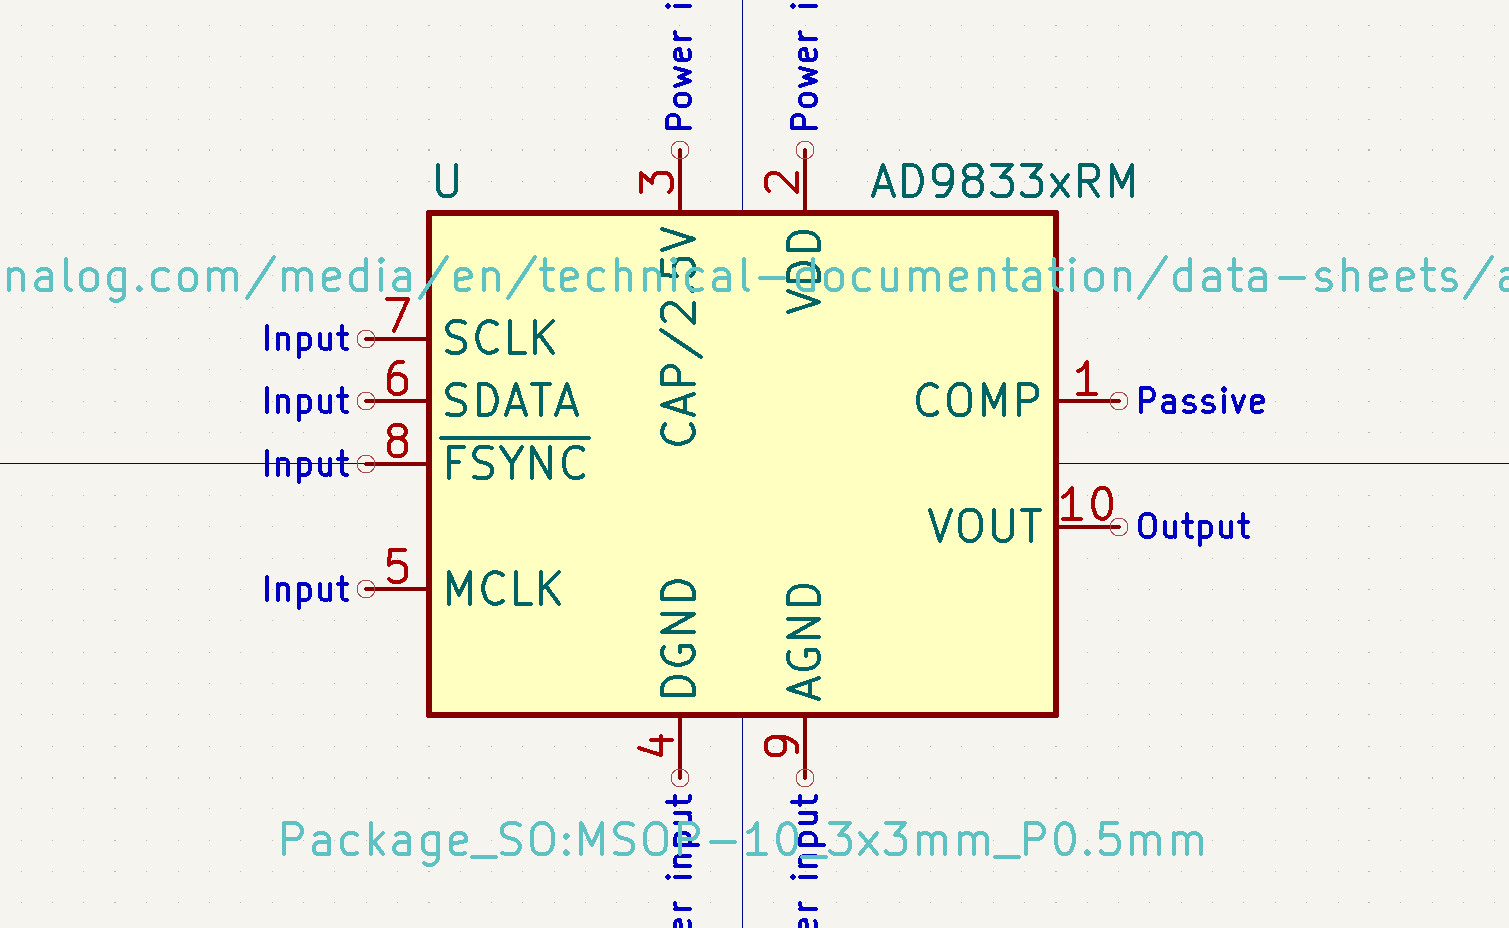 Power i
Power i
U
3
2
AD9833xRM
nalog.com/media/en/technical-documentation/data-sheets/a
CAP/2.5V
VDD
Input 7 SCLK
Input 6 SDATA
COMP 1 Passive
Input 8 FSYNC
VOUT 10 Output
Input 5 MCLK
DGND
AGND
4
9
er input
er input
Package_SO:MSOP-10_3x3mm_P0.5mm